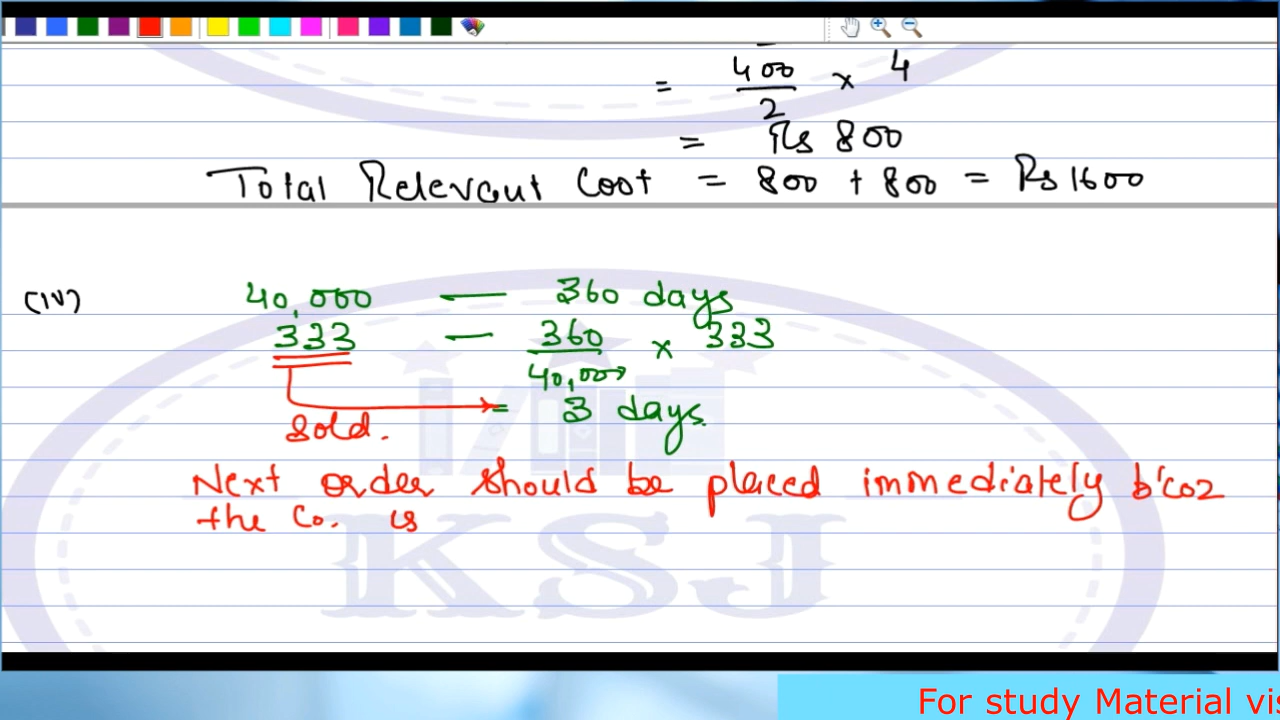 = 400/2 × 4
= Rs 800
Total Relevant Cost = 800 + 800 = Rs 1600
(iv) 40,000 — 360 days
333 — 360/40,000 × 333
= 3 days.
Sold.
Next order should be placed immediately b'coz
the Co. is
KSJ
For study Material vis